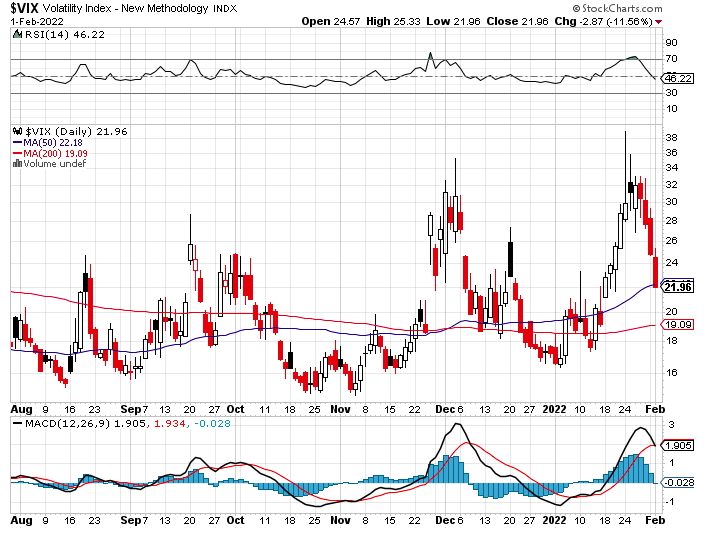 $VIX Volatility Index - New Methodology INDX © StockCharts.com
1-Feb-2022 Open 24.57 High 25.33 Low 21.96 Close 21.96 Chg -2.87 (-11.56%)
RSI(14) 46.22
90
70
50
46.22
30
10
$VIX (Daily) 21.96
MA(50) 22.18
MA(200) 19.09
Volume undef
38
36
34
32
30
28
26
24
21.96
20
19.09
18
16
Aug 9 16 23 Sep 7 13 20 27 Oct 11 18 25 Nov 8 15 22 Dec 6 13 20 27 2022 10 18 24 Feb
MACD(12,26,9) 1.905, 1.934, -0.028
3
1.905
1
-0.028
-1
Aug 9 16 23 Sep 7 13 20 27 Oct 11 18 25 Nov 8 15 22 Dec 6 13 20 27 2022 10 18 24 Feb